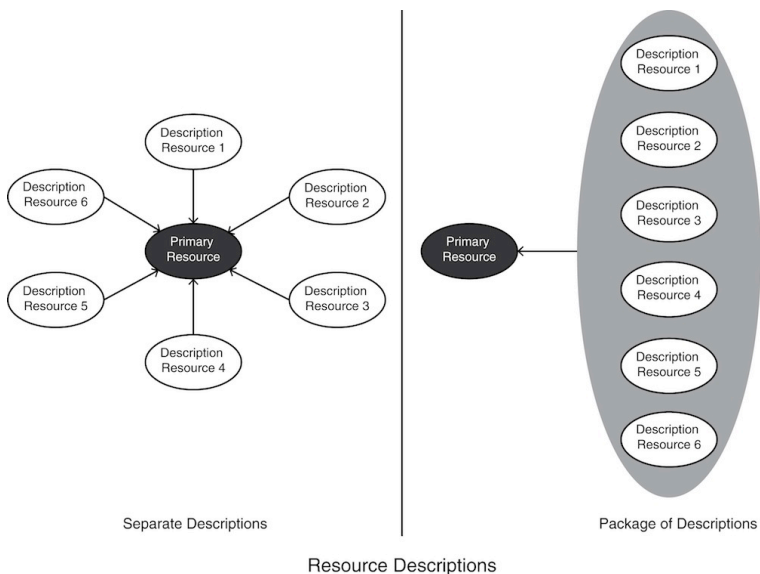 Description
Resource 1
Description
Resource 6
Description
Resource 2
Primary
Resource
Description
Resource 5
Description
Resource 3
Description
Resource 4
Separate Descriptions
Primary
Resource
Description
Resource 1
Description
Resource 2
Description
Resource 3
Description
Resource 4
Description
Resource 5
Description
Resource 6
Package of Descriptions
Resource Descriptions